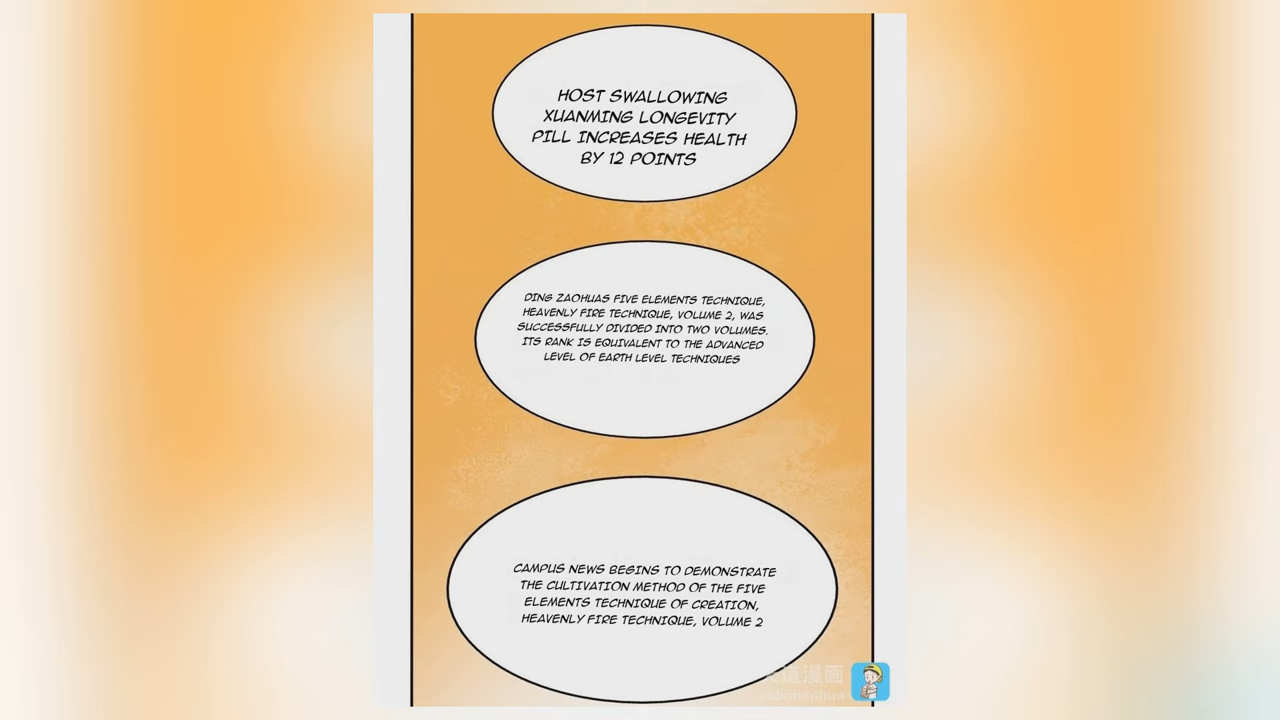 HOST SWALLOWING
XUANMING LONGEVITY
PILL INCREASES HEALTH
BY 12 POINTS
DING ZAOHUAS FIVE ELEMENTS TECHNIQUE,
HEAVENLY FIRE TECHNIQUE, VOLUME 2, WAS
SUCCESSFULLY DIVIDED INTO TWO VOLUMES.
ITS RANK IS EQUIVALENT TO THE ADVANCED
LEVEL OF EARTH LEVEL TECHNIQUES
CAMPUS NEWS BEGINS TO DEMONSTRATE
THE CULTIVATION METHOD OF THE FIVE
ELEMENTS TECHNIQUE OF CREATION,
HEAVENLY FIRE TECHNIQUE, VOLUME 2
漫画